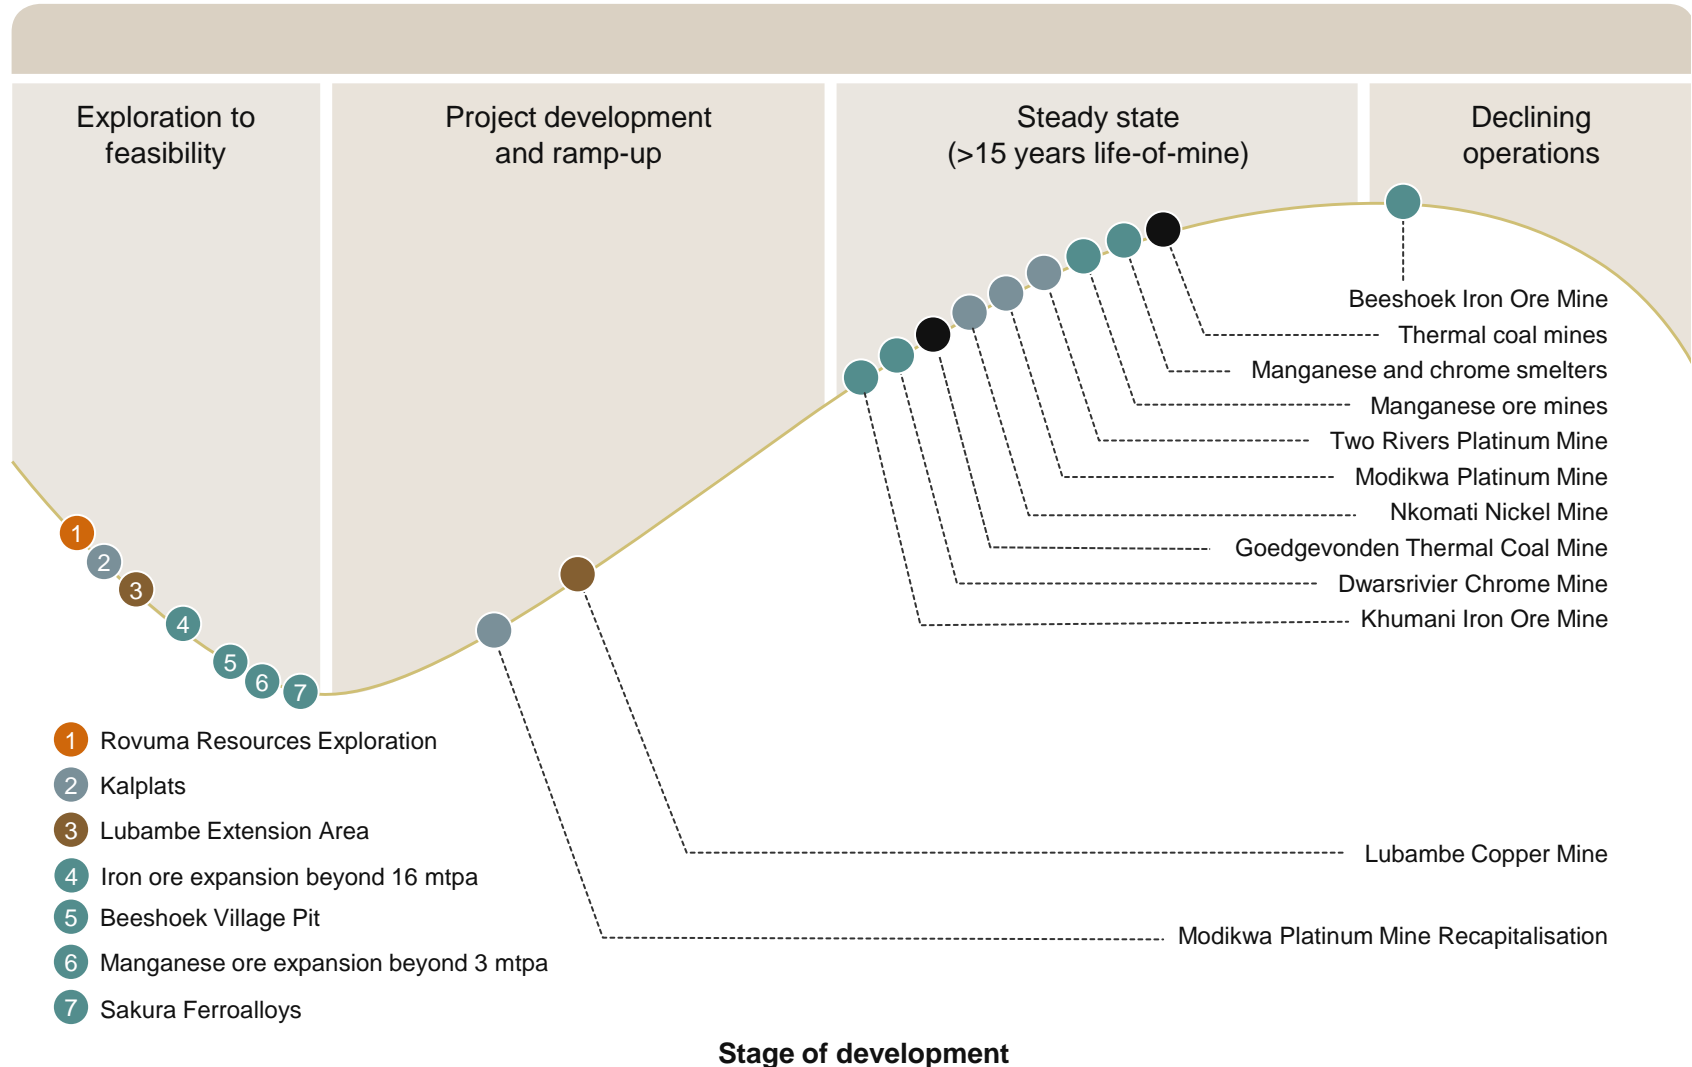 Exploration to
feasibility
Project development
and ramp-up
Steady state
(>15 years life-of-mine)
Declining
operations
Beeshoek Iron Ore Mine
Thermal coal mines
Manganese and chrome smelters
Manganese ore mines
Two Rivers Platinum Mine
Modikwa Platinum Mine
Nkomati Nickel Mine
Goedgevonden Thermal Coal Mine
Dwarsrivier Chrome Mine
Khumani Iron Ore Mine
1
2
3
4
5
6
7
1 Rovuma Resources Exploration
2 Kalplats
3 Lubambe Extension Area
4 Iron ore expansion beyond 16 mtpa
5 Beeshoek Village Pit
6 Manganese ore expansion beyond 3 mtpa
7 Sakura Ferroalloys
Lubambe Copper Mine
Modikwa Platinum Mine Recapitalisation
Stage of development